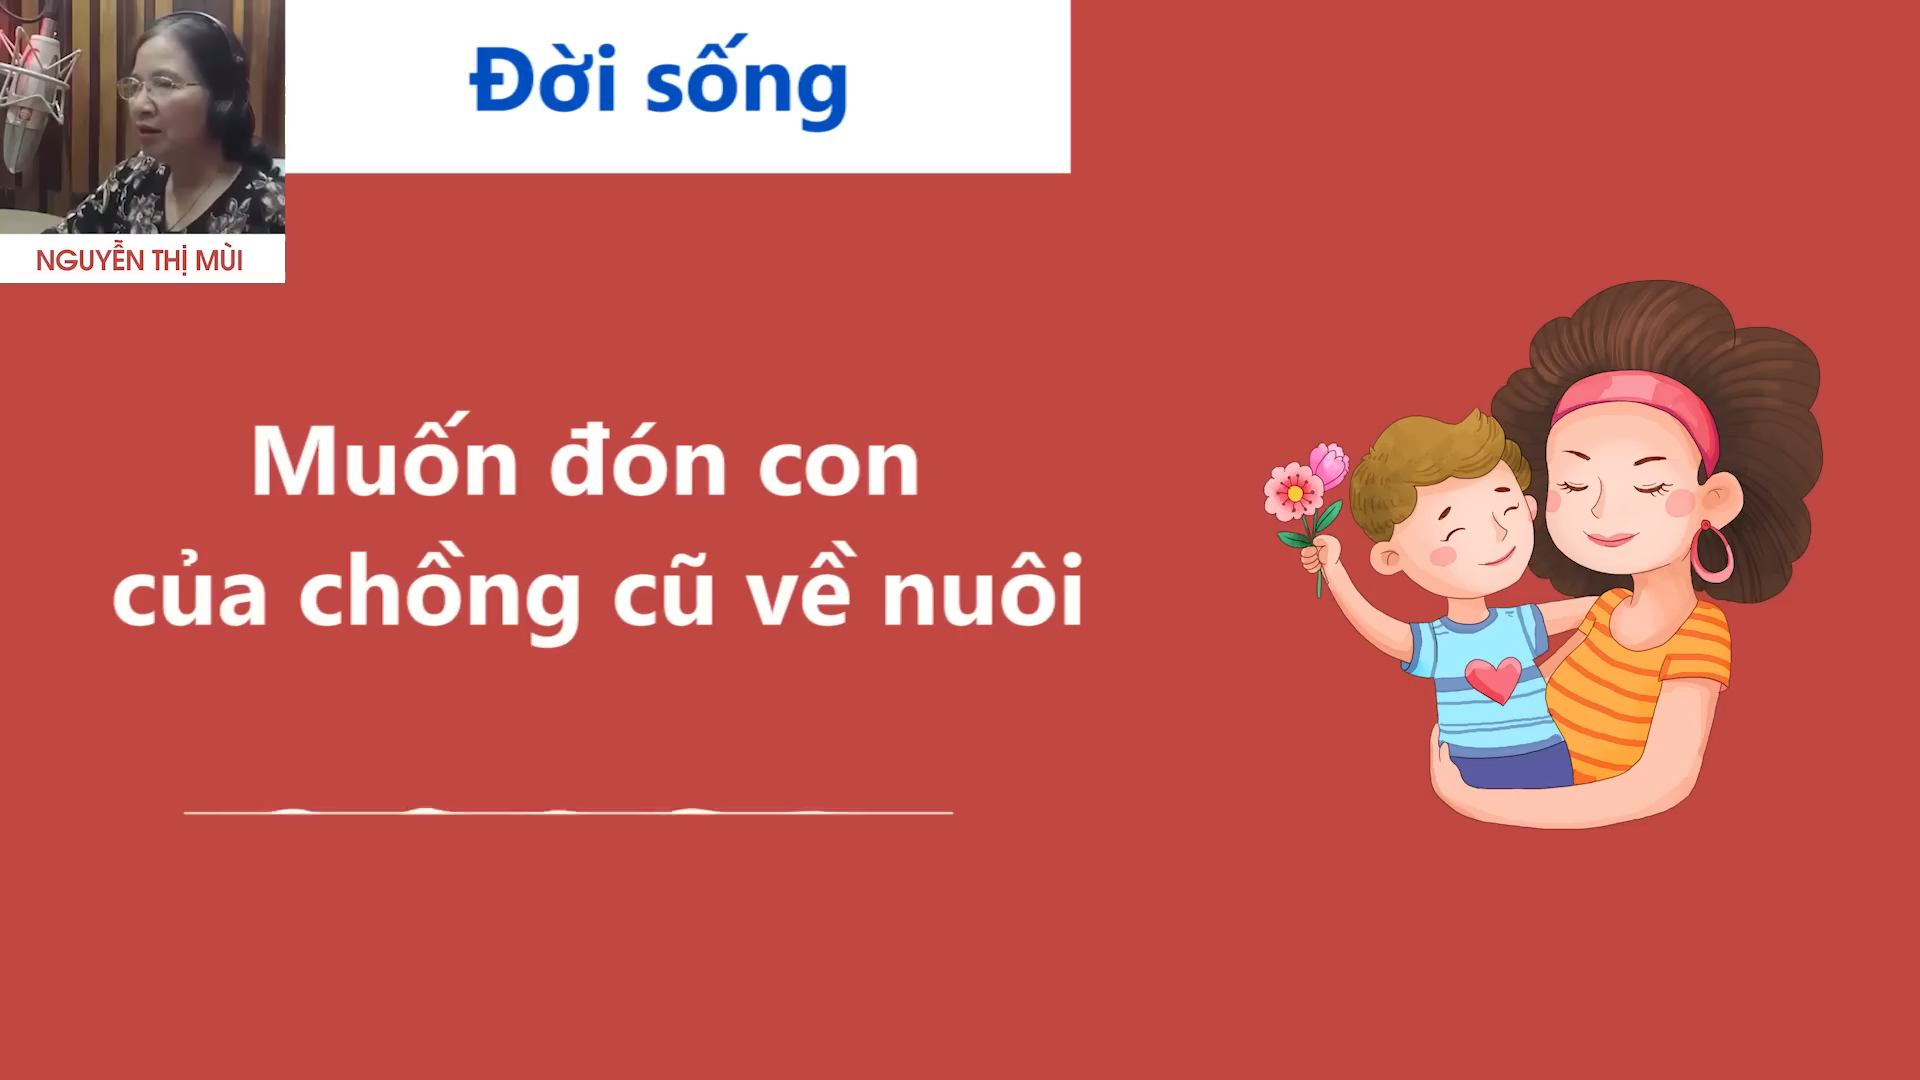 Đời sống
NGUYỄN THỊ MÙI
Muốn đón con
của chồng cũ về nuôi